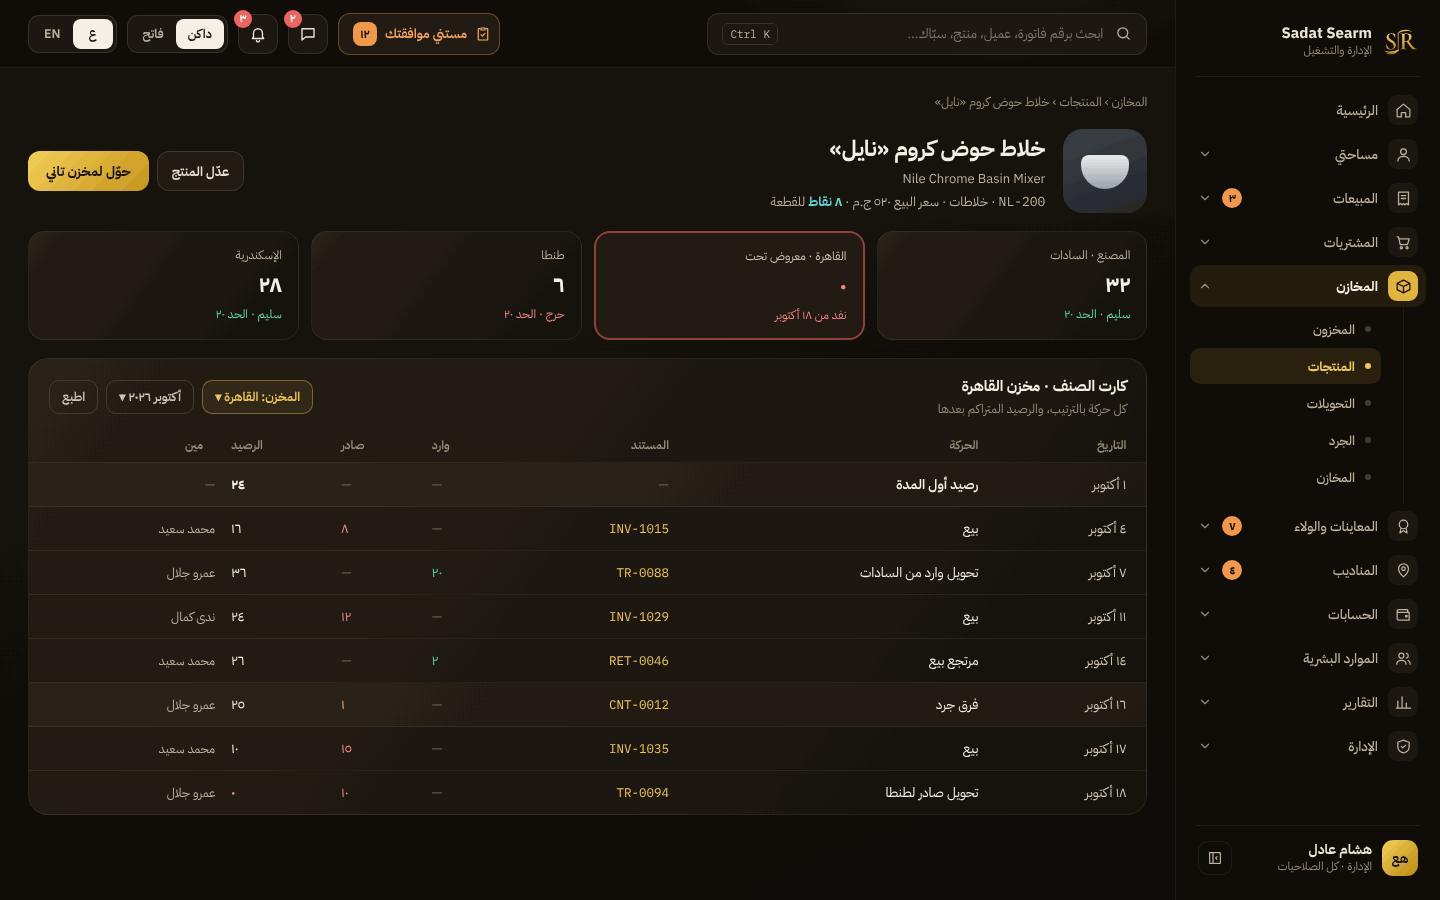 SR
Sadat Searm
الإدارة والتشغيل
ابحث برقم فاتورة، عميل، منتج، سبّاك...
Ctrl K
مستني موافقتك ١٢
٢
٣
داكن فاتح
ع EN
الرئيسية
مساحتي
المبيعات ٣
المشتريات
المخازن
المخزون
المنتجات
التحويلات
الجرد
المخازن
المعاينات والولاء ٧
المناديب ٤
الحسابات
الموارد البشرية
التقارير
الإدارة
هع
هشام عادل
الإدارة · كل الصلاحيات
المخازن › المنتجات › خلاط حوض كروم «نايل»
خلاط حوض كروم «نايل»
Nile Chrome Basin Mixer
NL-200 · خلاطات · سعر البيع ٥٢٠ ج.م · ٨ نقاط للقطعة
عدّل المنتج
حوّل لمخزن تاني
المصنع · السادات
٣٢
سليم · الحد ٢٠
القاهرة · معروض تحت
٠
نفد من ١٨ أكتوبر
طنطا
٦
حرج · الحد ٢٠
الإسكندرية
٢٨
سليم · الحد ٢٠
كارت الصنف · مخزن القاهرة
كل حركة بالترتيب، والرصيد المتراكم بعدها
المخزن: القاهرة ▾
أكتوبر ٢٠٢٦ ▾
اطبع
التاريخ الحركة المستند وارد صادر الرصيد مين
١ أكتوبر رصيد أول المدة — — — ٢٤ —
٤ أكتوبر بيع INV-1015 — ٨ ١٦ محمد سعيد
٧ أكتوبر تحويل وارد من السادات TR-0088 ٢٠ — ٣٦ عمرو جلال
١١ أكتوبر بيع INV-1029 — ١٢ ٢٤ ندى كمال
١٤ أكتوبر مرتجع بيع RET-0046 ٢ — ٢٦ محمد سعيد
١٦ أكتوبر فرق جرد CNT-0012 — ١ ٢٥ عمرو جلال
١٧ أكتوبر بيع INV-1035 — ١٥ ١٠ محمد سعيد
١٨ أكتوبر تحويل صادر لطنطا TR-0094 — ١٠ ٠ عمرو جلال